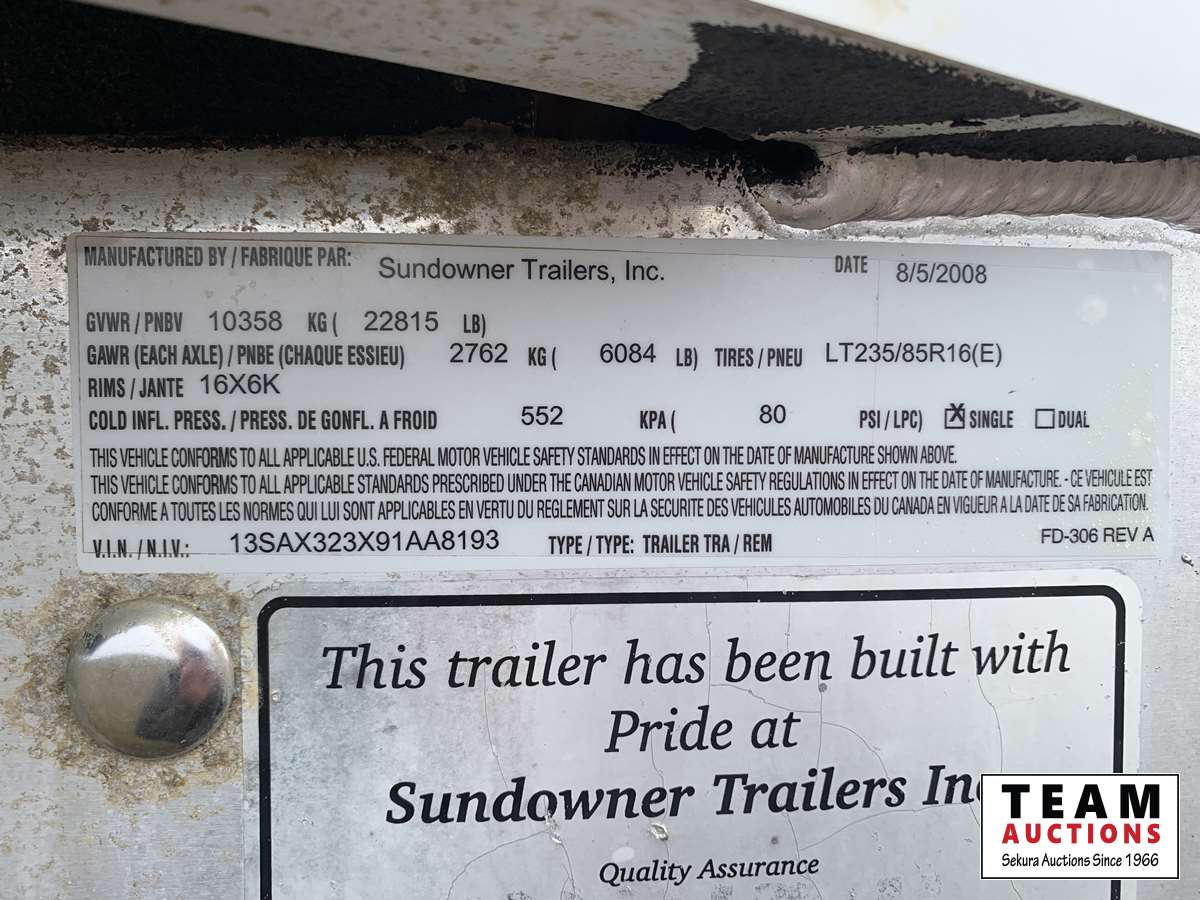 MANUFACTURED BY / FABRIQUE PAR: Sundowner Trailers, Inc. DATE 8/5/2008
GVWR / PNBV 10358 KG ( 22815 LB)
GAWR (EACH AXLE) / PNBE (CHAQUE ESSIEU) 2762 KG ( 6084 LB) TIRES / PNEU LT235/85R16(E)
RIMS / JANTE 16X6K
COLD INFL. PRESS. / PRESS. DE GONFL. A FROID 552 KPA ( 80 PSI / LPC) X SINGLE DUAL
THIS VEHICLE CONFORMS TO ALL APPLICABLE U.S. FEDERAL MOTOR VEHICLE SAFETY STANDARDS IN EFFECT ON THE DATE OF MANUFACTURE SHOWN ABOVE.
THIS VEHICLE CONFORMS TO ALL APPLICABLE STANDARDS PRESCRIBED UNDER THE CANADIAN MOTOR VEHICLE SAFETY REGULATIONS IN EFFECT ON THE DATE OF MANUFACTURE. - CE VEHICULE EST
CONFORME A TOUTES LES NORMES QUI LUI SONT APPLICABLES EN VERTU DU REGLEMENT SUR LA SECURITE DES VEHICULES AUTOMOBILES DU CANADA EN VIGUEUR A LA DATE DE SA FABRICATION.
V.I.N. / N.I.V.: 13SAX323X91AA8193 TYPE / TYPE: TRAILER TRA / REM FD-306 REV A
This trailer has been built with
Pride at
Sundowner Trailers In
Quality Assurance
TEAM
AUCTIONS
Sekura Auctions Since 1966